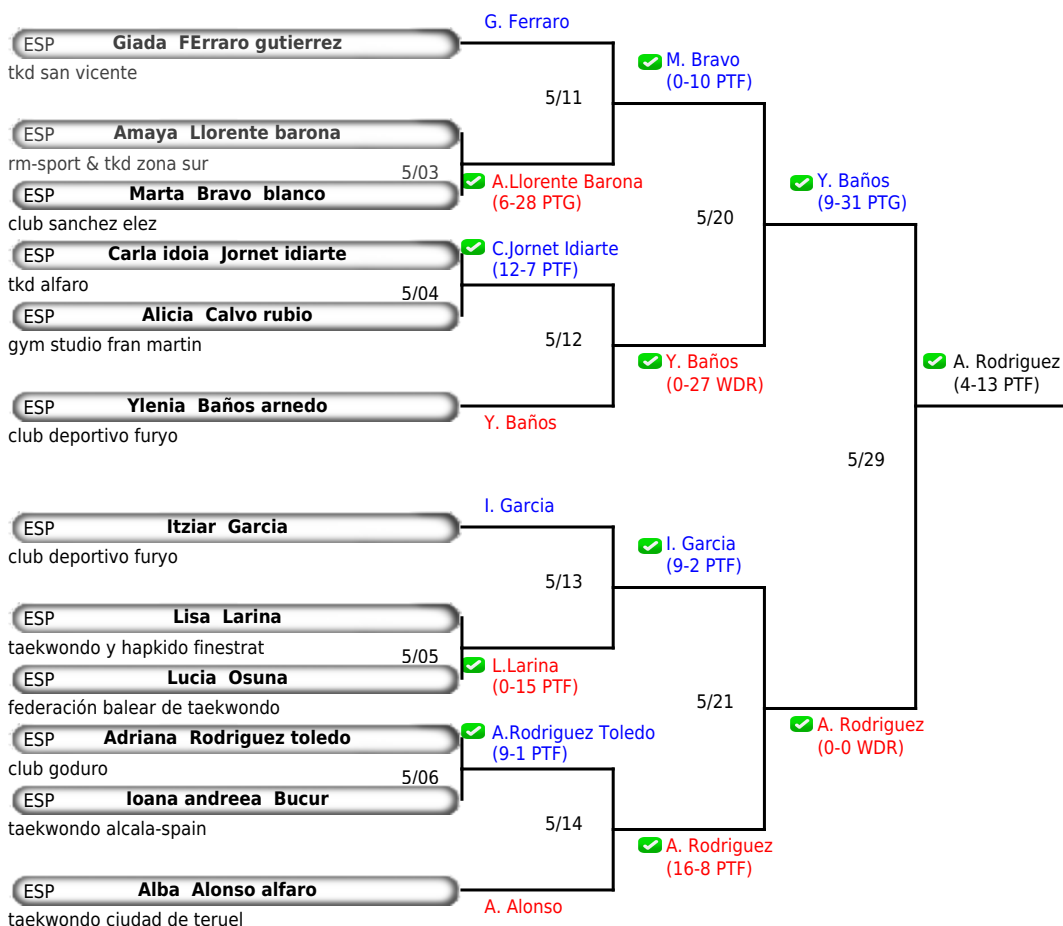 G. Ferraro
ESP Giada FErraro gutierrez
tkd san vicente
M. Bravo
(0-10 PTF)
5/11
ESP Amaya Llorente barona
rm-sport & tkd zona sur
5/03
A.Llorente Barona
(6-28 PTG)
ESP Marta Bravo blanco
club sanchez elez
Y. Baños
(9-31 PTG)
5/20
ESP Carla idoia Jornet idiarte
tkd alfaro
C.Jornet Idiarte
(12-7 PTF)
5/04
ESP Alicia Calvo rubio
gym studio fran martin
5/12
Y. Baños
(0-27 WDR)
A. Rodriguez
(4-13 PTF)
ESP Ylenia Baños arnedo
club deportivo furyo
Y. Baños
5/29
I. Garcia
ESP Itziar Garcia
club deportivo furyo
I. Garcia
(9-2 PTF)
5/13
ESP Lisa Larina
taekwondo y hapkido finestrat
5/05
L.Larina
(0-15 PTF)
ESP Lucia Osuna
federación balear de taekwondo
5/21
A. Rodriguez
(0-0 WDR)
ESP Adriana Rodriguez toledo
club goduro
A.Rodriguez Toledo
(9-1 PTF)
5/06
ESP Ioana andreea Bucur
taekwondo alcala-spain
5/14
A. Rodriguez
(16-8 PTF)
ESP Alba Alonso alfaro
taekwondo ciudad de teruel
A. Alonso